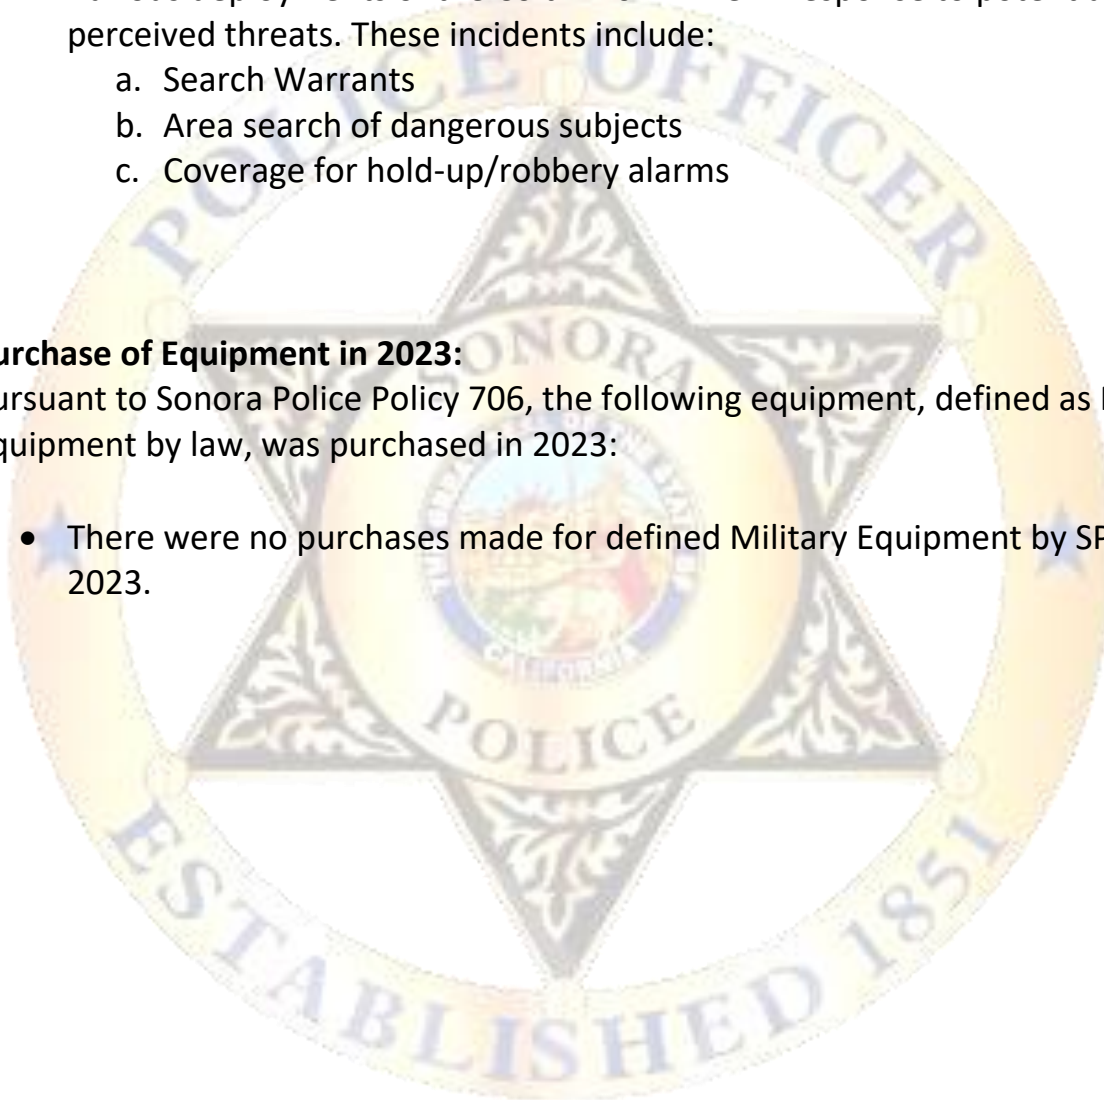 perceived threats. These incidents include:
a. Search Warrants
b. Area search of dangerous subjects
c. Coverage for hold-up/robbery alarms
urchase of Equipment in 2023:
ursuant to Sonora Police Policy 706, the following equipment, defined as
quipment by law, was purchased in 2023:
• There were no purchases made for defined Military Equipment by SP
2023.
POLICE OFFICER
SONORA
CALIFORNIA
POLICE
ESTABLISHED 1851